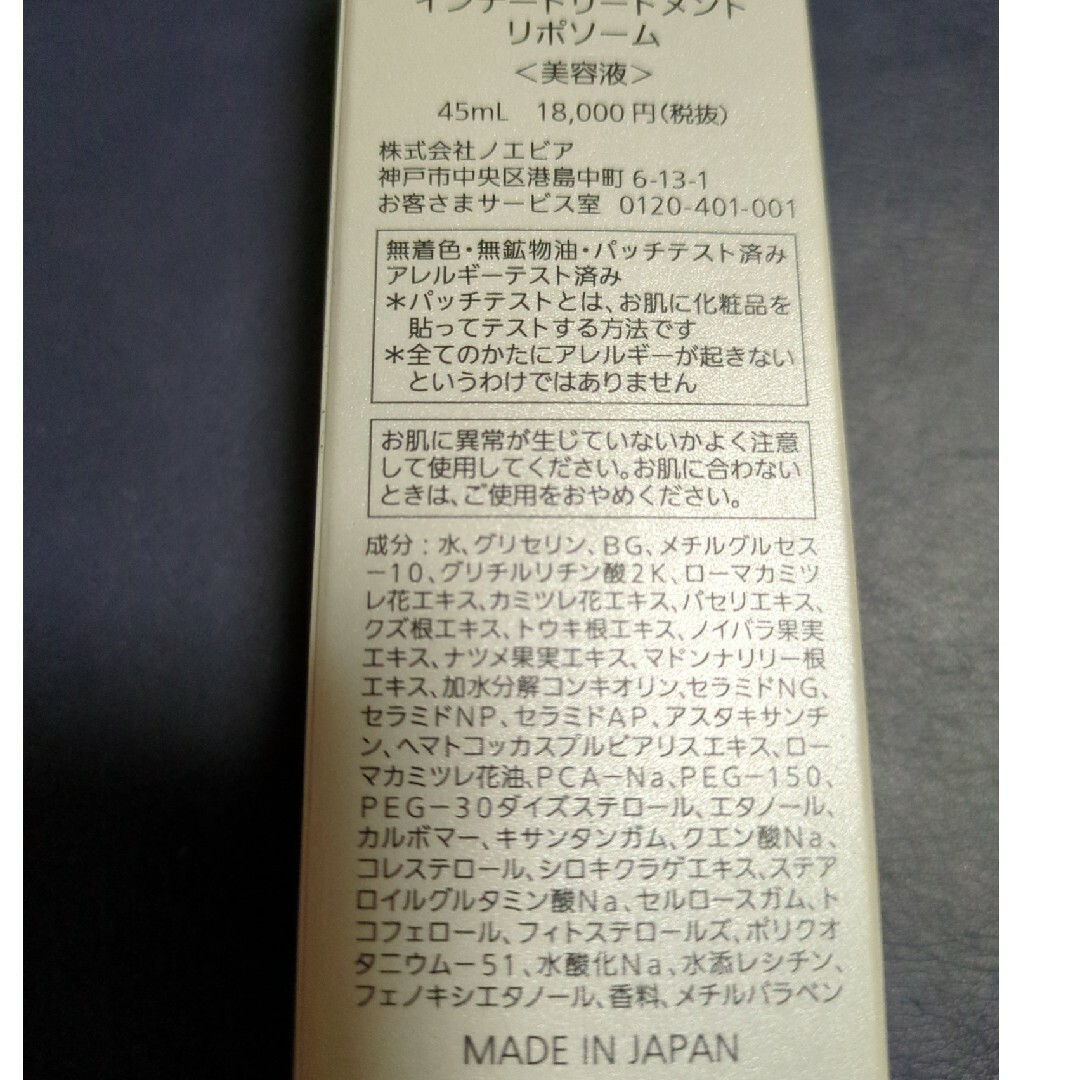 インナートリートメント
リポソーム
＜美容液＞
45mL 18,000円(税抜)
株式会社ノエビア
神戸市中央区港島中町 6-13-1
お客さまサービス室 0120-401-001
無着色・無鉱物油・パッチテスト済み
アレルギーテスト済み
＊パッチテストとは、お肌に化粧品を
貼ってテストする方法です
＊全てのかたにアレルギーが起きない
というわけではありません
お肌に異常が生じていないかよく注意
して使用してください。お肌に合わない
ときは、ご使用をおやめください。
成分：水、グリセリン、BG、メチルグルセス
－10、グリチルリチン酸2K、ローマカミツ
レ花エキス、カミツレ花エキス、パセリエキス、
クズ根エキス、トウキ根エキス、ノイバラ果実
エキス、ナツメ果実エキス、マドンナリリー根
エキス、加水分解コンキオリン、セラミドNG、
セラミドNP、セラミドAP、アスタキサンチ
ン、ヘマトコッカスプルビアリスエキス、ロー
マカミツレ花油、PCA－Na、PEG－150、
PEG－30ダイズステロール、エタノール、
カルボマー、キサンタンガム、クエン酸Na、
コレステロール、シロキクラゲエキス、ステア
ロイルグルタミン酸Na、セルロースガム、ト
コフェロール、フィトステロールズ、ポリクオ
タニウム－51、水酸化Na、水添レシチン、
フェノキシエタノール、香料、メチルパラベン
MADE IN JAPAN